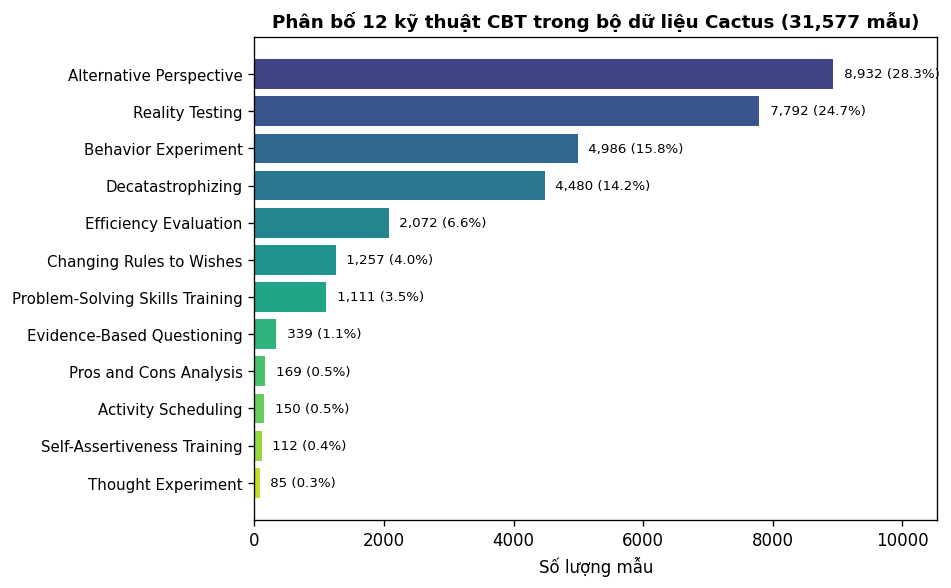 Phân bố 12 kỹ thuật CBT trong bộ dữ liệu Cactus (31,577 mẫu)
Alternative Perspective 8,932 (28.3%)
Reality Testing 7,792 (24.7%)
Behavior Experiment 4,986 (15.8%)
Decatastrophizing 4,480 (14.2%)
Efficiency Evaluation 2,072 (6.6%)
Changing Rules to Wishes 1,257 (4.0%)
Problem-Solving Skills Training 1,111 (3.5%)
Evidence-Based Questioning 339 (1.1%)
Pros and Cons Analysis 169 (0.5%)
Activity Scheduling 150 (0.5%)
Self-Assertiveness Training 112 (0.4%)
Thought Experiment 85 (0.3%)
0 2000 4000 6000 8000 10000
Số lượng mẫu